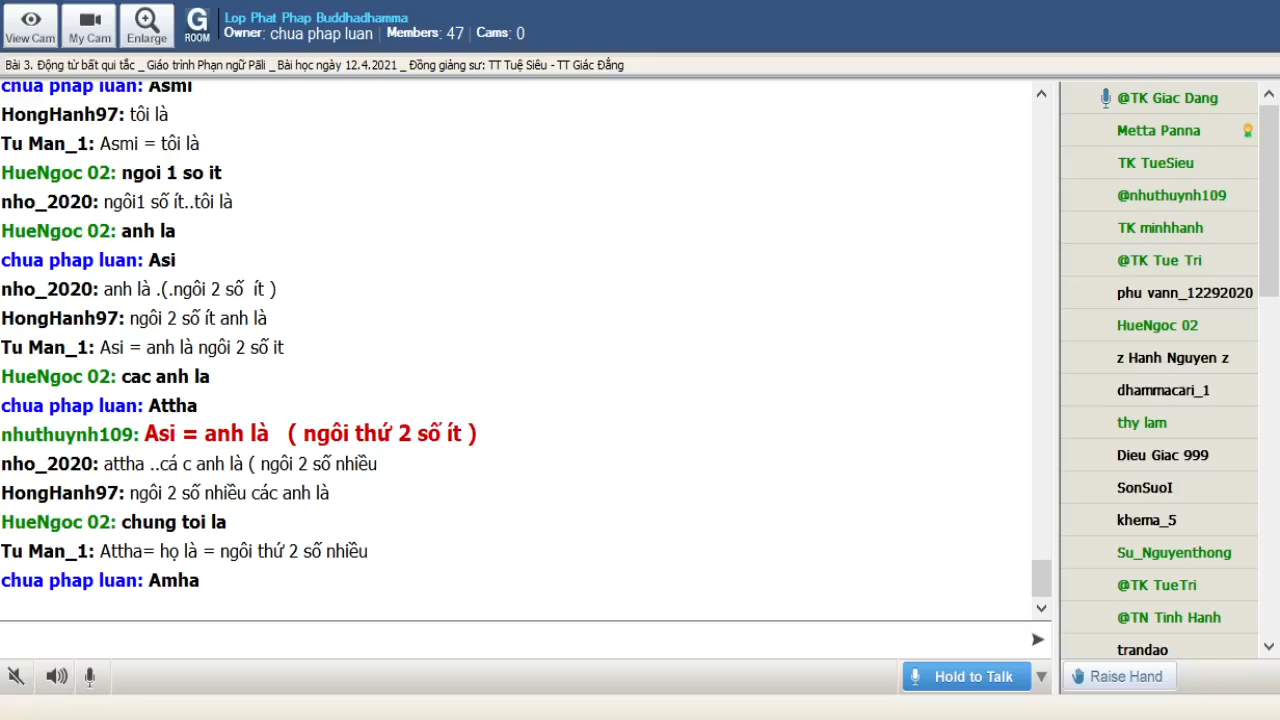 View Cam
My Cam
Enlarge
G
ROOM
Lop Phat Phap Buddhadhamma
Owner: chua phap luan | Members: 47 | Cams: 0
Bài 3. Động từ bất qui tắc _ Giáo trình Phạn ngữ Pāli _ Bài học ngày 12.4.2021 _ Đồng giảng sư: TT Tuệ Siêu - TT Giác Đẳng
chua phap luan: Asmi
HongHanh97: tôi là
Tu Man_1: Asmi = tôi là
HueNgoc 02: ngoi 1 so it
nho_2020: ngôi1 số ít..tôi là
HueNgoc 02: anh la
chua phap luan: Asi
nho_2020: anh là .(.ngôi 2 số ít )
HongHanh97: ngôi 2 số ít anh là
Tu Man_1: Asi = anh là ngôi 2 số it
HueNgoc 02: cac anh la
chua phap luan: Attha
nhuthuynh109: Asi = anh là ( ngôi thứ 2 số ít )
nho_2020: attha ..cá c anh là ( ngôi 2 số nhiều
HongHanh97: ngôi 2 số nhiều các anh là
HueNgoc 02: chung toi la
Tu Man_1: Attha= họ là = ngôi thứ 2 số nhiều
chua phap luan: Amha
Hold to Talk
@TK Giac Dang
Metta Panna
TK TueSieu
@nhuthuynh109
TK minhhanh
@TK Tue Tri
phu vann_12292020
HueNgoc 02
z Hanh Nguyen z
dhammacari_1
thy lam
Dieu Giac 999
SonSuoI
khema_5
Su_Nguyenthong
@TK TueTri
@TN Tinh Hanh
trandao
Raise Hand